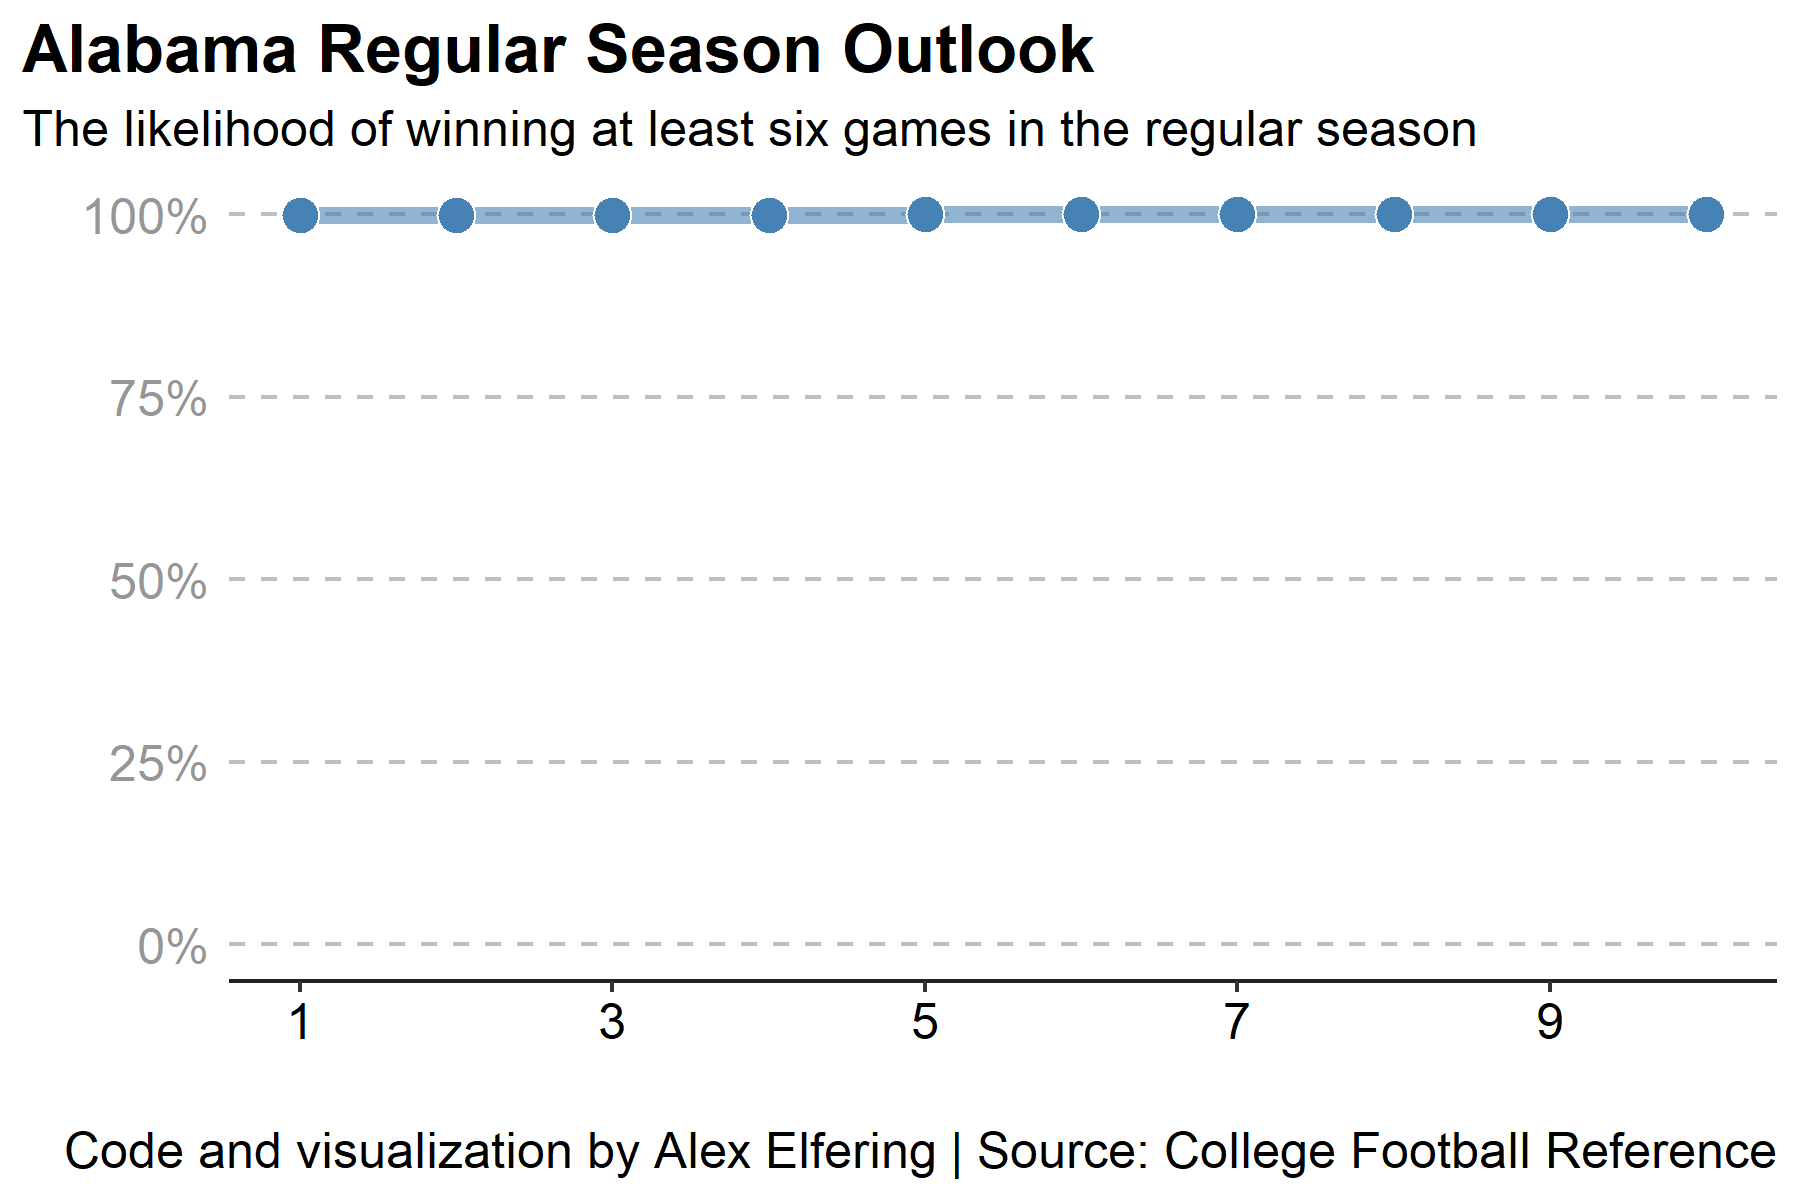 Alabama Regular Season Outlook
The likelihood of winning at least six games in the regular season
100%
75%
50%
25%
0%
1 3 5 7 9
Code and visualization by Alex Elfering | Source: College Football Reference